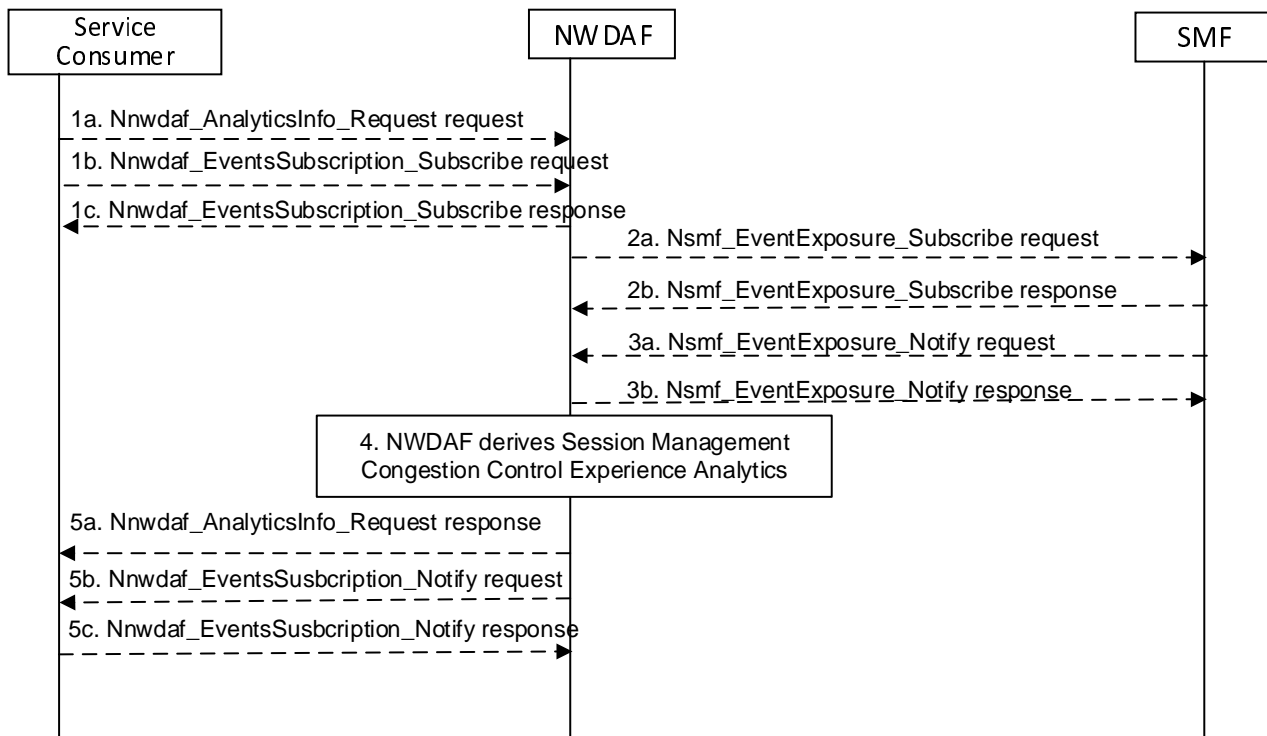 Service
Consumer
NWDAF
SMF
1a. Nnwdaf_AnalyticsInfo_Request request
1b. Nnwdaf_EventsSubscription_Subscribe request
1c. Nnwdaf_EventsSubscription_Subscribe response
2a. Nsmf_EventExposure_Subscribe request
2b. Nsmf_EventExposure_Subscribe response
3a. Nsmf_EventExposure_Notify request
3b. Nsmf_EventExposure_Notify response
4. NWDAF derives Session Management
Congestion Control Experience Analytics
5a. Nnwdaf_AnalyticsInfo_Request response
5b. Nnwdaf_EventsSusbcription_Notify request
5c. Nnwdaf_EventsSusbcription_Notify response